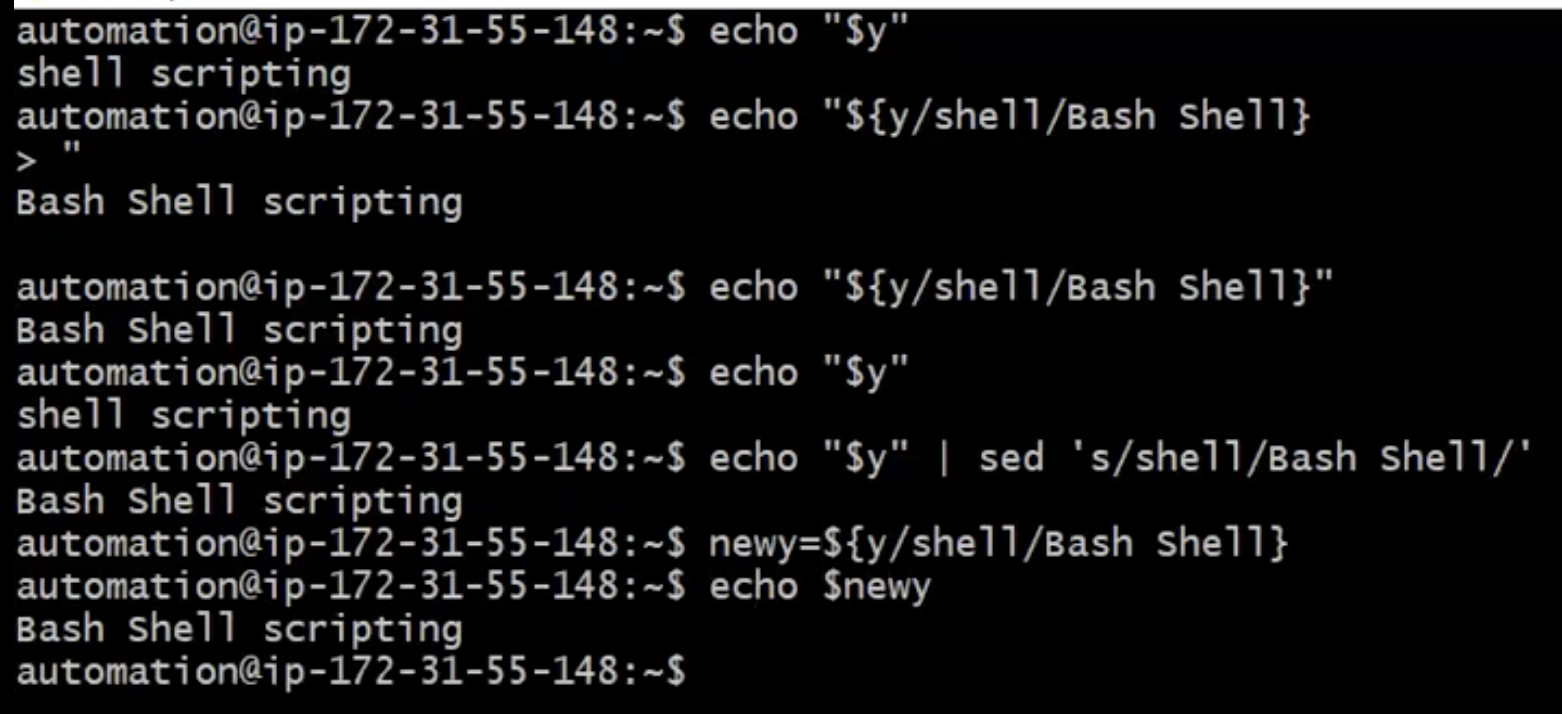 automation@ip-172-31-55-148:~$ echo "$y"
shell scripting
automation@ip-172-31-55-148:~$ echo "${y/shell/Bash Shell}
> "
Bash Shell scripting
automation@ip-172-31-55-148:~$ echo "${y/shell/Bash Shell}"
Bash Shell scripting
automation@ip-172-31-55-148:~$ echo "$y"
shell scripting
automation@ip-172-31-55-148:~$ echo "$y" | sed 's/shell/Bash Shell/'
Bash Shell scripting
automation@ip-172-31-55-148:~$ newy=${y/shell/Bash Shell}
automation@ip-172-31-55-148:~$ echo $newy
Bash Shell scripting
automation@ip-172-31-55-148:~$